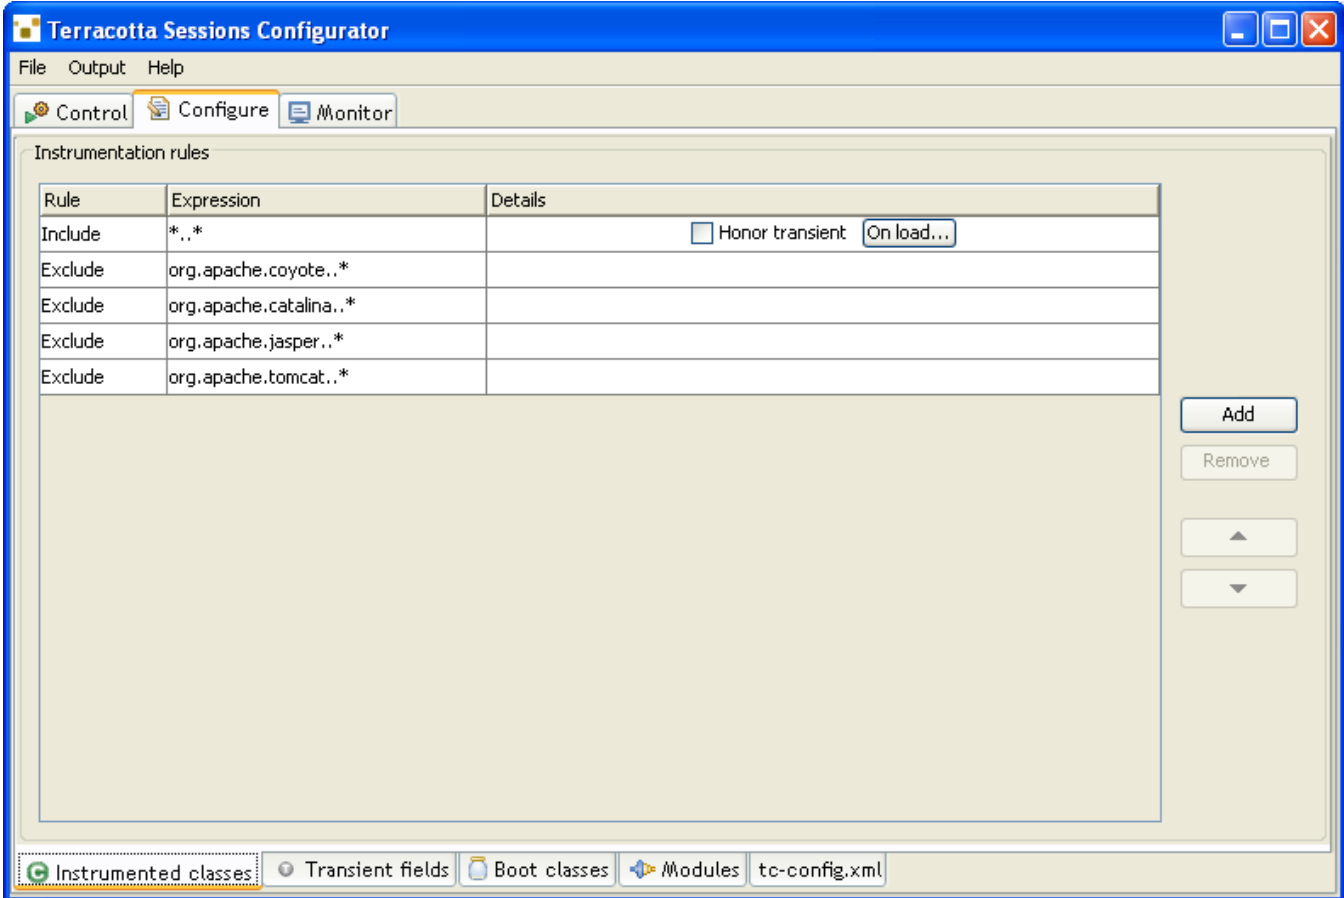 Terracotta Sessions Configurator
File Output Help
Control Configure Monitor
Instrumentation rules
Rule Expression Details
Include *..* Honor transient On load...
Exclude org.apache.coyote..*
Exclude org.apache.catalina..*
Exclude org.apache.jasper..*
Exclude org.apache.tomcat..*
Add
Remove
Instrumented classes Transient fields Boot classes Modules tc-config.xml